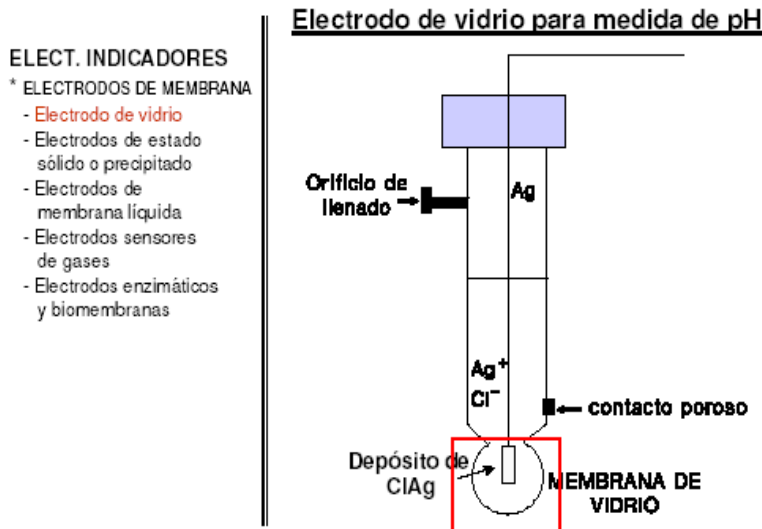 Electrodo de vidrio para medida de pH
ELECT. INDICADORES
* ELECTRODOS DE MEMBRANA
- Electrodo de vidrio
- Electrodos de estado
sólido o precipitado
- Electrodos de
membrana líquida
- Electrodos sensores
de gases
- Electrodos enzimáticos
y biomembranas
Orificio de
llenado
Ag
Ag⁺
Cl⁻
contacto poroso
Depósito de
ClAg
MEMBRANA DE
VIDRIO